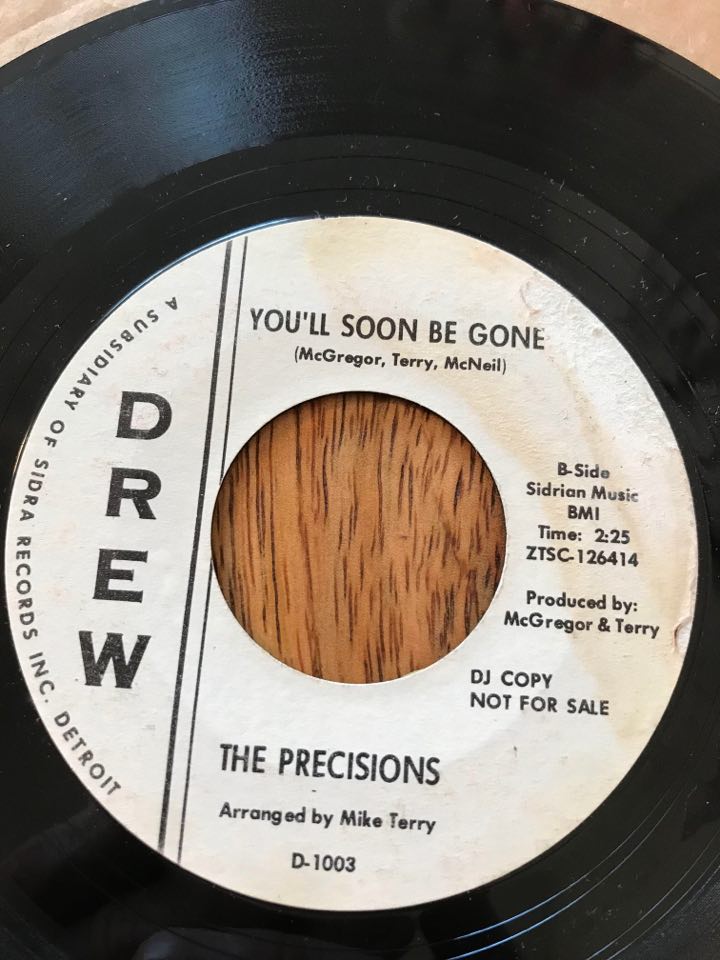 YOU'LL SOON BE GONE
(McGregor, Terry, McNeil)
A SUBSIDIARY OF SIDRA RECORDS INC. DETROIT
DREW
B-Side
Sidrian Music
BMI
Time: 2:25
ZTSC-126414
Produced by:
McGregor & Terry
DJ COPY
NOT FOR SALE
THE PRECISIONS
Arranged by Mike Terry
D-1003